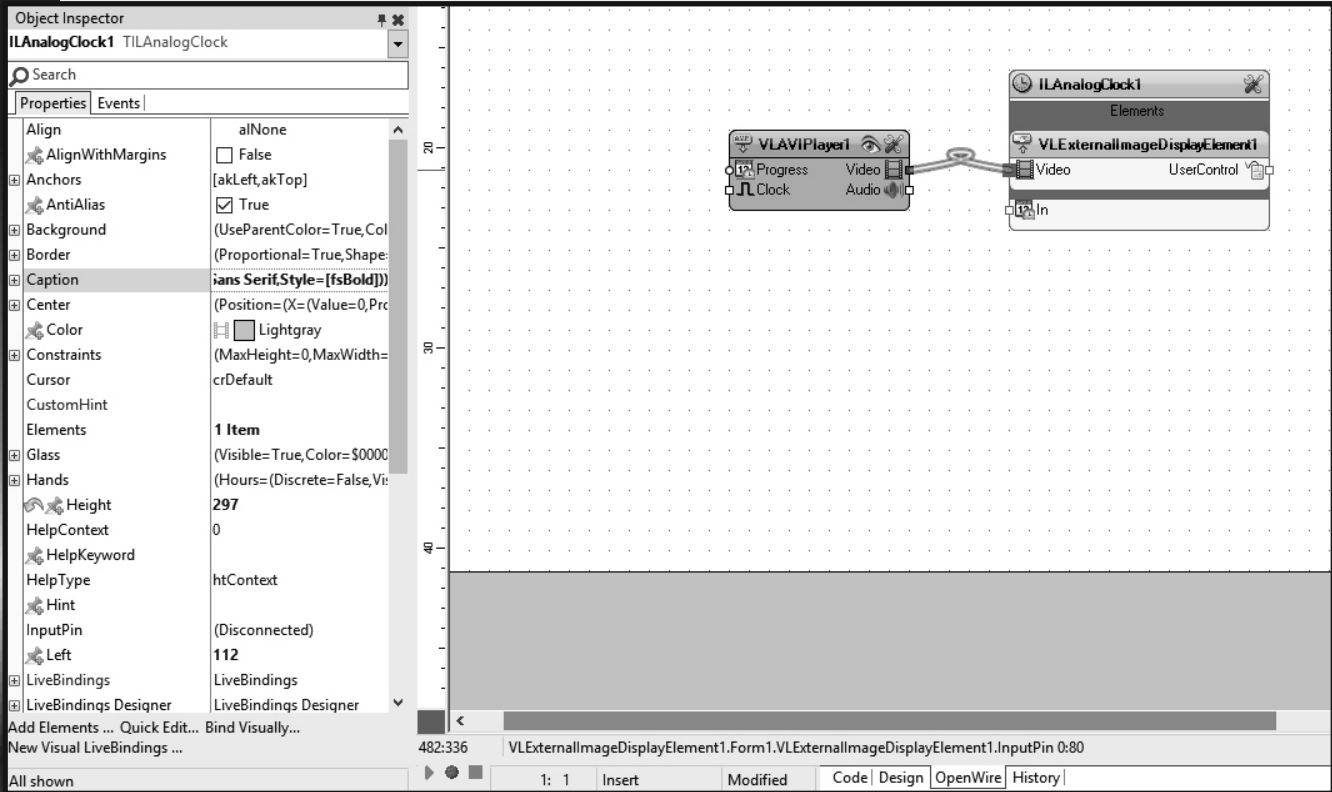 Object Inspector
ILAnalogClock1 TILAnalogClock
Search
Properties Events
Align alNone
AlignWithMargins False
Anchors [akLeft,akTop]
AntiAlias True
Background (UseParentColor=True,Col
Border (Proportional=True,Shape=
Caption Sans Serif,Style=[fsBold]))
Center (Position=(X=(Value=0,Prc
Color Lightgray
Constraints (MaxHeight=0,MaxWidth=
Cursor crDefault
CustomHint
Elements 1 Item
Glass (Visible=True,Color=$0000
Hands (Hours=(Discrete=False,Vis
Height 297
HelpContext 0
HelpKeyword
HelpType htContext
Hint
InputPin (Disconnected)
Left 112
LiveBindings LiveBindings
LiveBindings Designer LiveBindings Designer
Add Elements ... Quick Edit... Bind Visually...
New Visual LiveBindings ...
All shown
20
30
40
VLAVIPlayer1
Progress Video
Clock Audio
ILAnalogClock1
Elements
VLExternalImageDisplayElement1
Video UserControl
In
482:336 VLExternalImageDisplayElement1.Form1.VLExternalImageDisplayElement1.InputPin 0:80
1: 1 Insert Modified Code Design OpenWire History